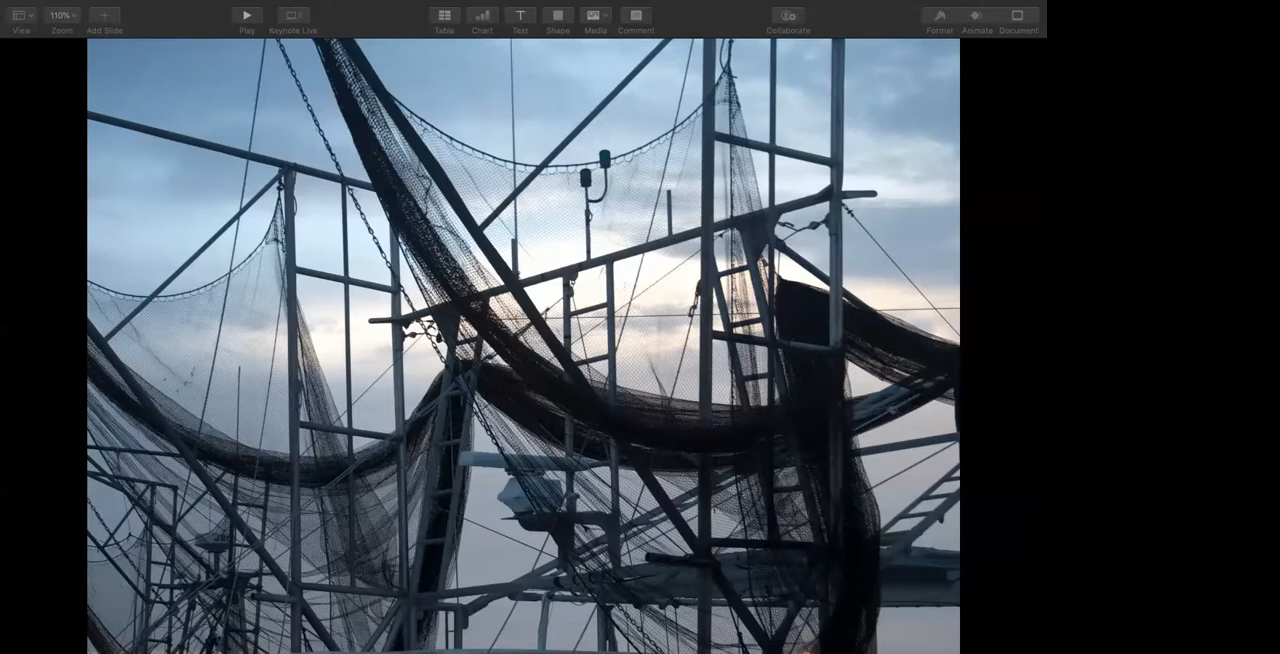 110%
View
Zoom
Add Slide
Play
Keynote Live
Table
Chart
Text
Shape
Media
Comment
Collaborate
Format
Animate
Document